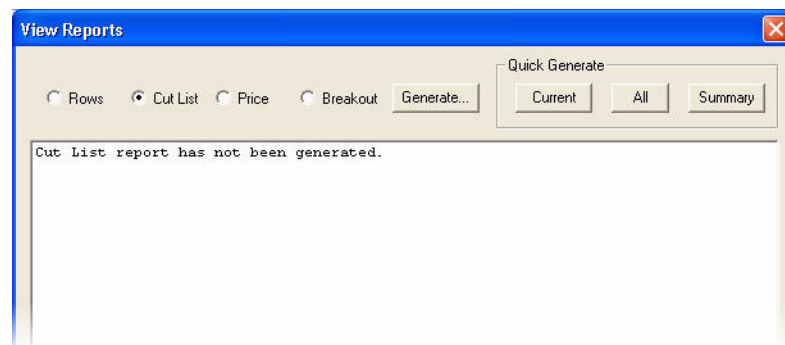 View Reports
Quick Generate
Rows Cut List Price Breakout Generate... Current All Summary
Cut List report has not been generated.